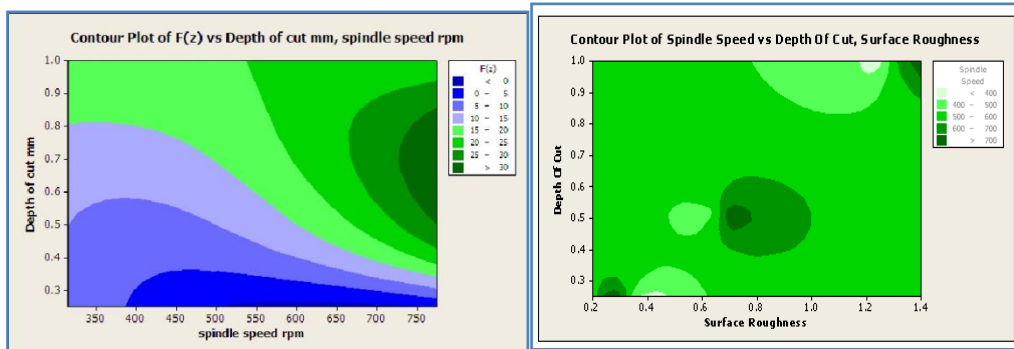 Contour Plot of F(z) vs Depth of cut mm, spindle speed rpm
Depth of cut mm
1.0
0.9
0.8
0.7
0.6
0.5
0.4
0.3
350 400 450 500 550 600 650 700 750
spindle speed rpm
F(z)
< 0
0 - 5
5 - 10
10 - 15
15 - 20
20 - 25
25 - 30
> 30
Contour Plot of Spindle Speed vs Depth Of Cut, Surface Roughness
Depth Of Cut
1.0
0.9
0.8
0.7
0.6
0.5
0.4
0.3
0.2 0.4 0.6 0.8 1.0 1.2 1.4
Surface Roughness
Spindle
Speed
< 400
400 - 500
500 - 600
600 - 700
> 700